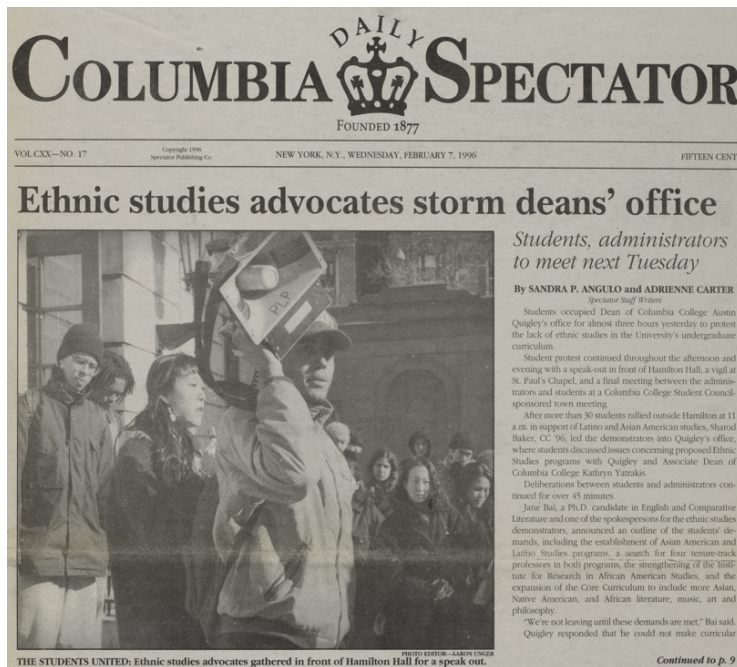 COLUMBIA DAILY SPECTATOR
FOUNDED 1877
VOL.CXX—NO. 17
Copyright 1996
Spectator Publishing Co.
NEW YORK, N.Y., WEDNESDAY, FEBRUARY 7, 1996
FIFTEEN CENT
Ethnic studies advocates storm deans' office
PLP
PHOTO EDITOR—AARON UNGER
THE STUDENTS UNITED: Ethnic studies advocates gathered in front of Hamilton Hall for a speak out.
Students, administrators
to meet next Tuesday
By SANDRA P. ANGULO and ADRIENNE CARTER
Spectator Staff Writers
Students occupied Dean of Columbia College Austin
Quigley's office for almost three hours yesterday to protest
the lack of ethnic studies in the University's undergraduate
curriculum.
Student protest continued throughout the afternoon and
evening with a speak-out in front of Hamilton Hall, a vigil at
St. Paul's Chapel, and a final meeting between the adminis-
trators and students at a Columbia College Student Council-
sponsored town meeting.
After more than 30 students rallied outside Hamilton at 11
a.m. in support of Latino and Asian American studies, Sharod
Baker, CC '96, led the demonstrators into Quigley's office,
where students discussed issues concerning proposed Ethnic
Studies programs with Quigley and Associate Dean of
Columbia College Kathryn Yatrakis.
Deliberations between students and administrators con-
tinued for over 45 minutes.
Jane Bai, a Ph.D. candidate in English and Comparative
Literature and one of the spokespersons for the ethnic studies
demonstrators, announced an outline of the students' de-
mands, including the establishment of Asian American and
Latino Studies programs, a search for four tenure-track
professors in both programs, the strengthening of the Insti-
tute for Research in African American Studies, and the
expansion of the Core Curriculum to include more Asian,
Native American, and African literature, music, art and
philosophy.
"We're not leaving until these demands are met," Bai said.
Quigley responded that he could not make curricular
Continued to p. 9